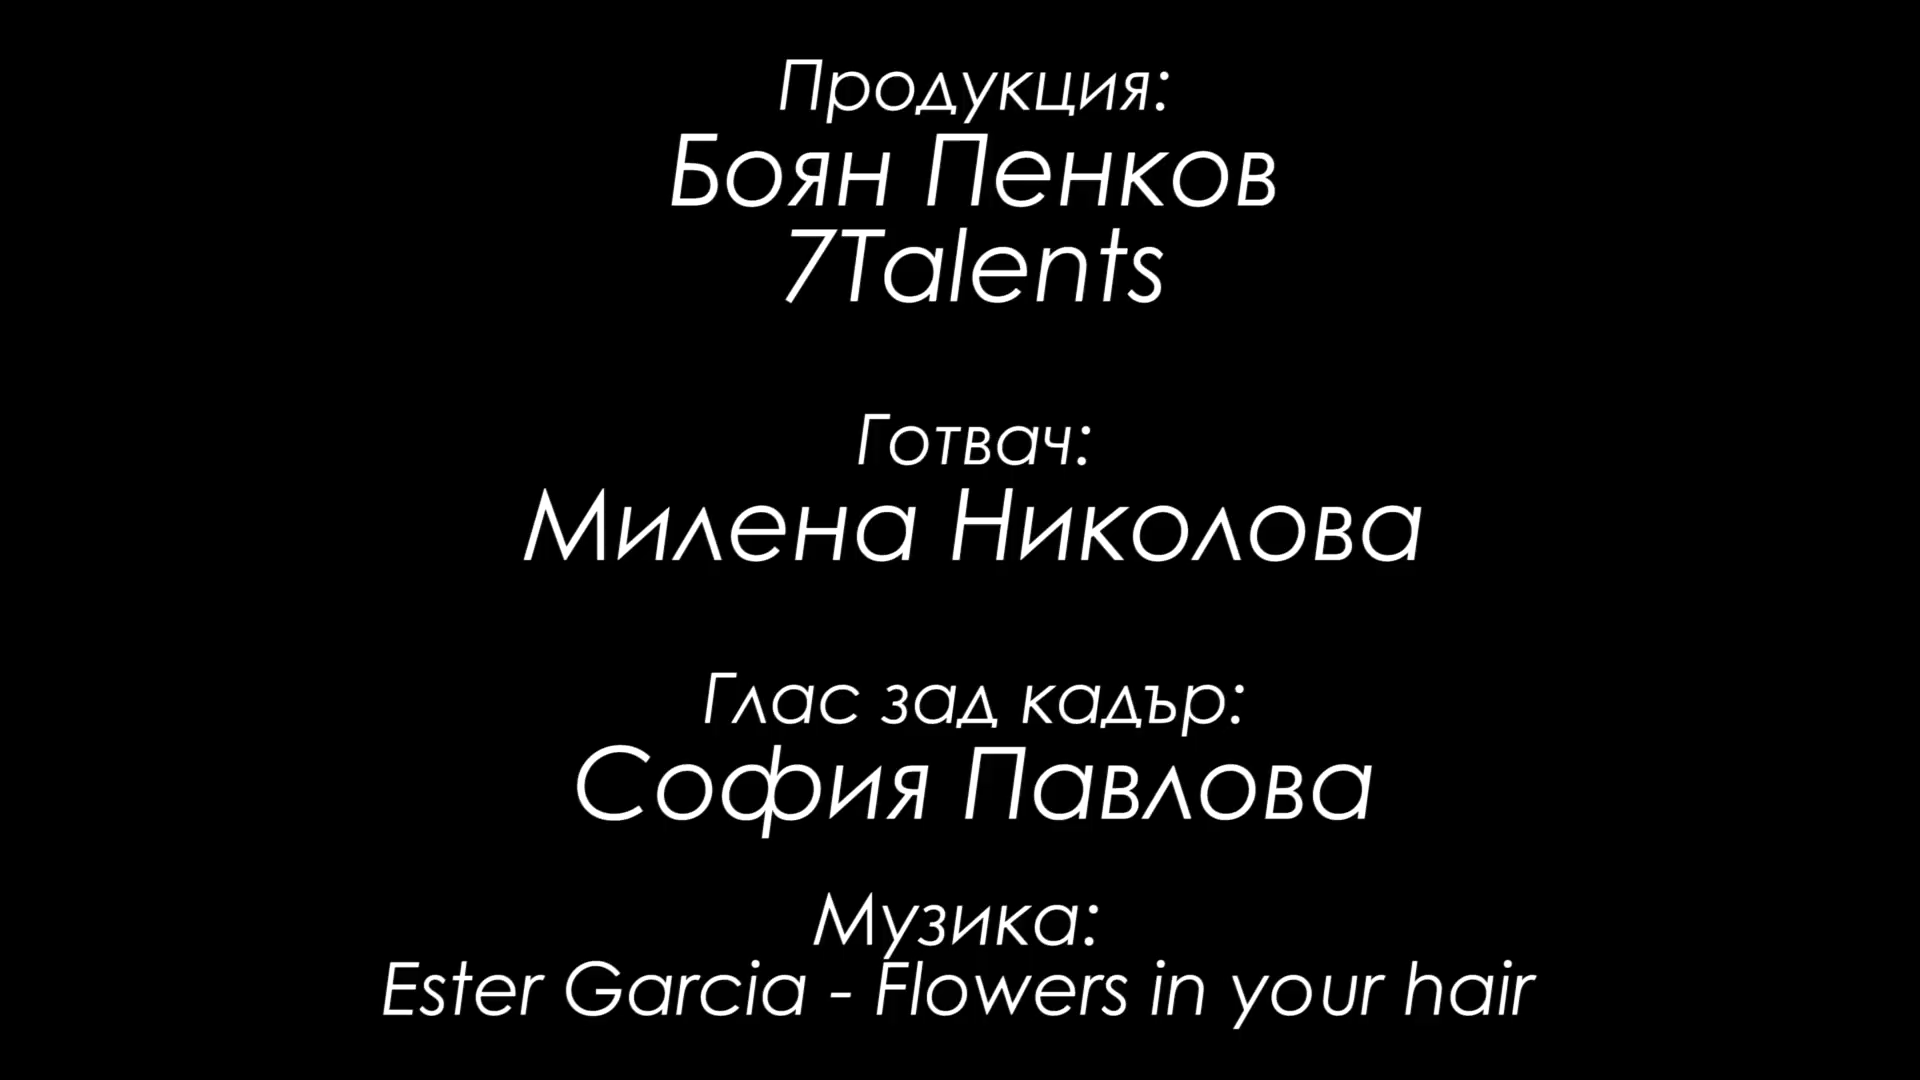 Продукция:
Боян Пенков
7Talents
Готвач:
Милена Николова
Глас зад кадър:
София Павлова
Музика:
Ester Garcia - Flowers in your hair